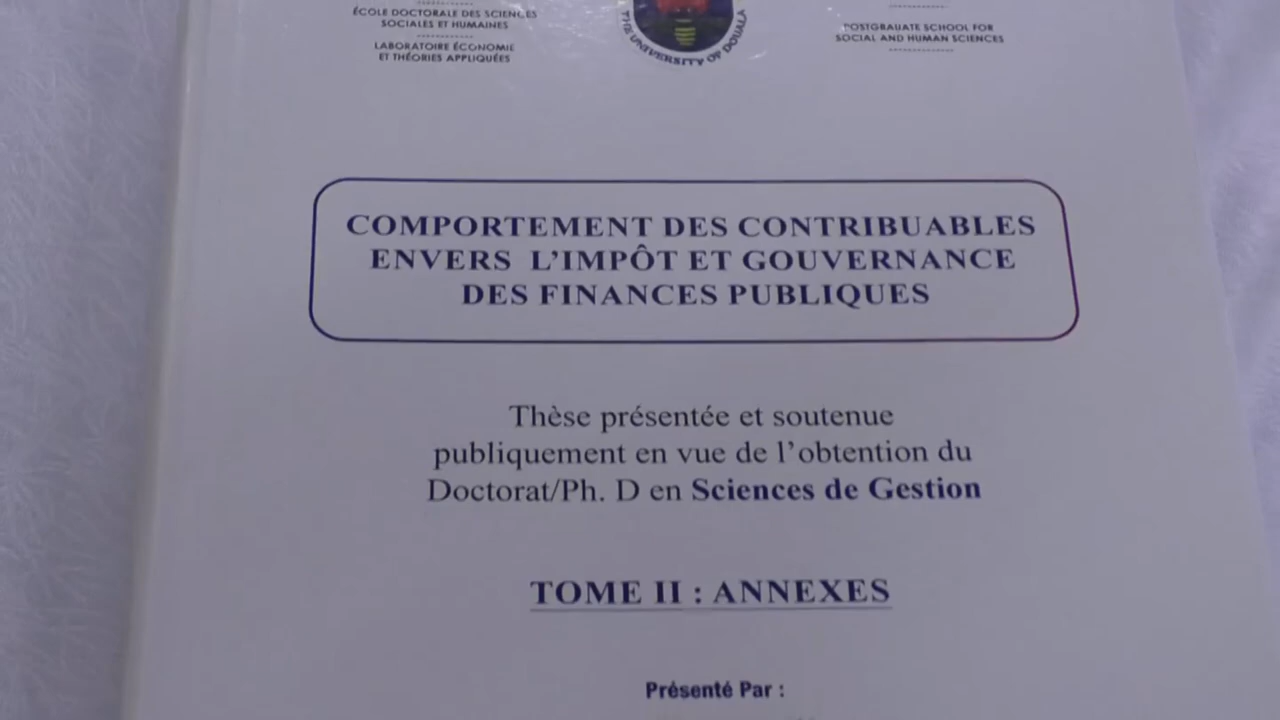 ÉCOLE DOCTORALE DES SCIENCES
SOCIALES ET HUMAINES
LABORATOIRE ÉCONOMIE
ET THÉORIES APPLIQUÉES
THE UNIVERSITY OF DOUALA
POSTGRAUATE SCHOOL FOR
SOCIAL AND HUMAN SCIENCES
COMPORTEMENT DES CONTRIBUABLES
ENVERS L'IMPÔT ET GOUVERNANCE
DES FINANCES PUBLIQUES
Thèse présentée et soutenue
publiquement en vue de l'obtention du
Doctorat/Ph. D en Sciences de Gestion
TOME II : ANNEXES
Présenté Par :